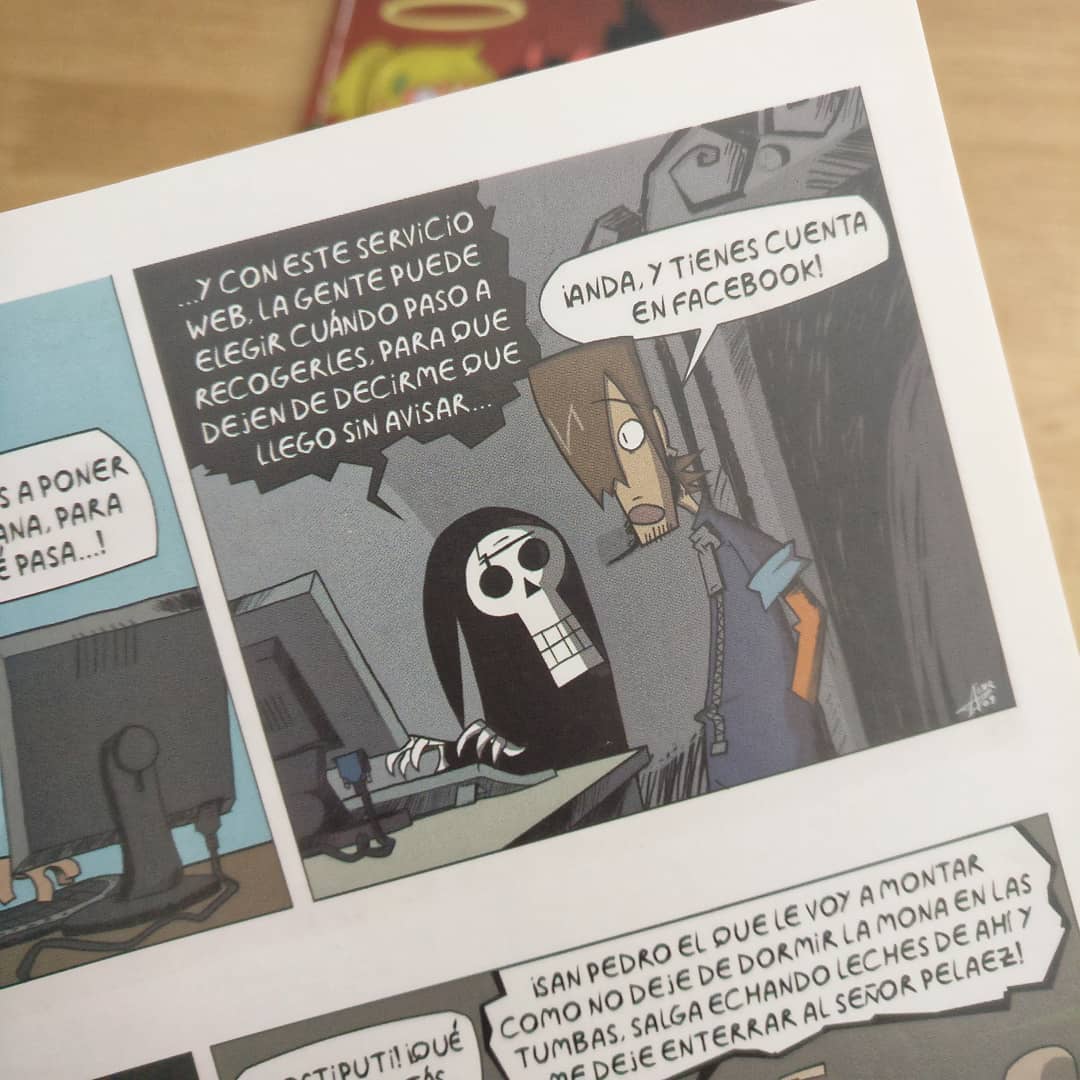 ...Y CON ESTE SERVICIO
WEB, LA GENTE PUEDE
ELEGIR CUÁNDO PASO A
RECOGERLES, PARA QUE
DEJEN DE DECIRME QUE
LLEGO SIN AVISAR...
¡ANDA, Y TIENES CUENTA
EN FACEBOOK!
S A PONER
ANA, PARA
É PASA...!
¡SAN PEDRO EL QUE LE VOY A MONTAR
COMO NO DEJE DE DORMIR LA MONA EN LAS
TUMBAS, SALGA ECHANDO LECHES DE AHÍ Y
ME DEJE ENTERRAR AL SEÑOR PELAEZ!
OSTIPUTI! ¡QUÉ